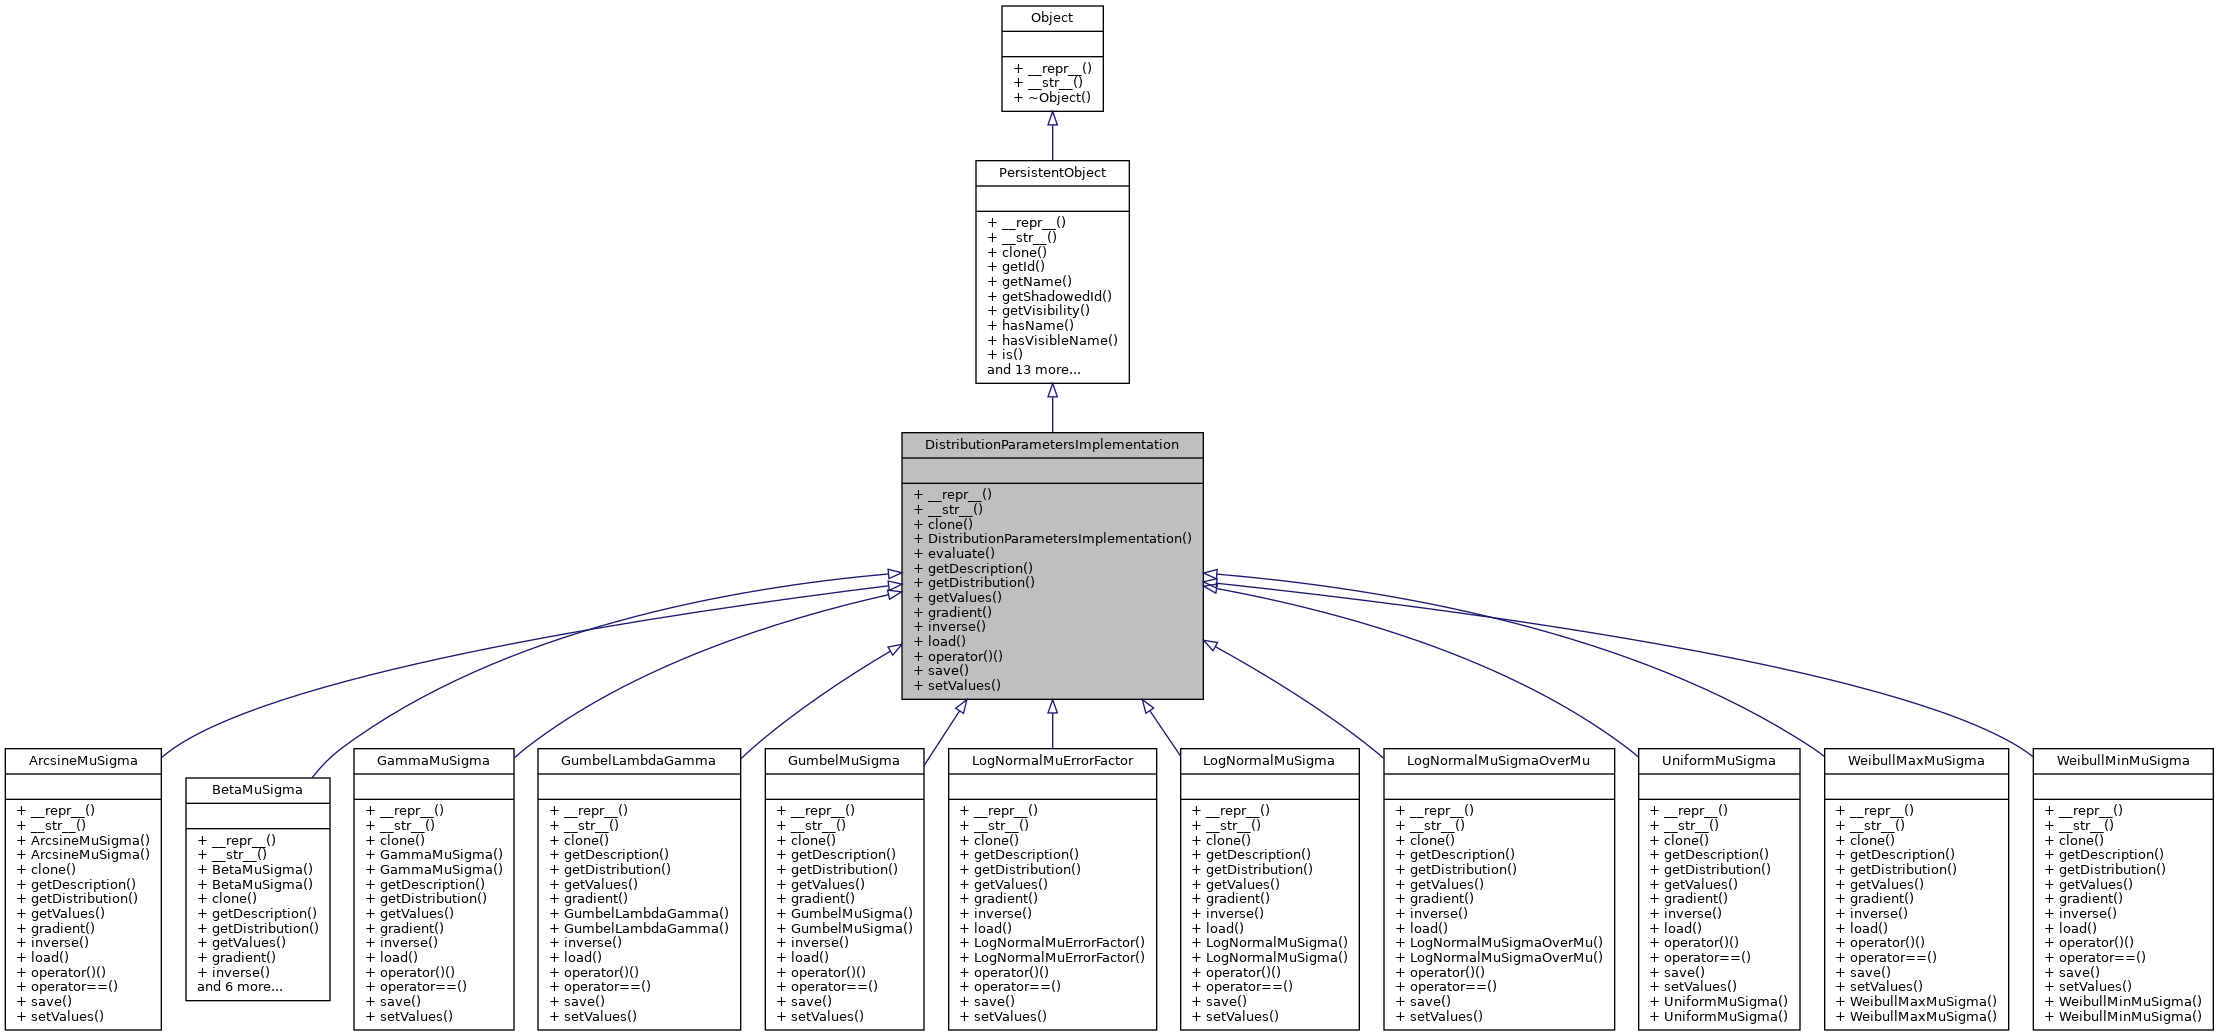 Object
+ __repr__()
+ __str__()
+ ~Object()
PersistentObject
+ __repr__()
+ __str__()
+ clone()
+ getId()
+ getName()
+ getShadowedId()
+ getVisibility()
+ hasName()
+ hasVisibleName()
+ is()
and 13 more...
DistributionParametersImplementation
+ __repr__()
+ __str__()
+ clone()
+ DistributionParametersImplementation()
+ evaluate()
+ getDescription()
+ getDistribution()
+ getValues()
+ gradient()
+ inverse()
+ load()
+ operator()()
+ save()
+ setValues()
ArcsineMuSigma
+ __repr__()
+ __str__()
+ ArcsineMuSigma()
+ ArcsineMuSigma()
+ clone()
+ getDescription()
+ getDistribution()
+ getValues()
+ gradient()
+ inverse()
+ load()
+ operator()()
+ operator==()
+ save()
+ setValues()
BetaMuSigma
+ __repr__()
+ __str__()
+ BetaMuSigma()
+ BetaMuSigma()
+ clone()
+ getDescription()
+ getDistribution()
+ getValues()
+ gradient()
+ inverse()
and 6 more...
GammaMuSigma
+ __repr__()
+ __str__()
+ clone()
+ GammaMuSigma()
+ GammaMuSigma()
+ getDescription()
+ getDistribution()
+ getValues()
+ gradient()
+ inverse()
+ load()
+ operator()()
+ operator==()
+ save()
+ setValues()
GumbelLambdaGamma
+ __repr__()
+ __str__()
+ clone()
+ getDescription()
+ getDistribution()
+ getValues()
+ gradient()
+ GumbelLambdaGamma()
+ GumbelLambdaGamma()
+ inverse()
+ load()
+ operator()()
+ operator==()
+ save()
+ setValues()
GumbelMuSigma
+ __repr__()
+ __str__()
+ clone()
+ getDescription()
+ getDistribution()
+ getValues()
+ gradient()
+ GumbelMuSigma()
+ GumbelMuSigma()
+ inverse()
+ load()
+ operator()()
+ operator==()
+ save()
+ setValues()
LogNormalMuErrorFactor
+ __repr__()
+ __str__()
+ clone()
+ getDescription()
+ getDistribution()
+ getValues()
+ gradient()
+ inverse()
+ load()
+ LogNormalMuErrorFactor()
+ LogNormalMuErrorFactor()
+ operator()()
+ operator==()
+ save()
+ setValues()
LogNormalMuSigma
+ __repr__()
+ __str__()
+ clone()
+ getDescription()
+ getDistribution()
+ getValues()
+ gradient()
+ inverse()
+ load()
+ LogNormalMuSigma()
+ LogNormalMuSigma()
+ operator()()
+ operator==()
+ save()
+ setValues()
LogNormalMuSigmaOverMu
+ __repr__()
+ __str__()
+ clone()
+ getDescription()
+ getDistribution()
+ getValues()
+ gradient()
+ inverse()
+ load()
+ LogNormalMuSigmaOverMu()
+ LogNormalMuSigmaOverMu()
+ operator()()
+ operator==()
+ save()
+ setValues()
UniformMuSigma
+ __repr__()
+ __str__()
+ clone()
+ getDescription()
+ getDistribution()
+ getValues()
+ gradient()
+ inverse()
+ load()
+ operator()()
+ operator==()
+ save()
+ setValues()
+ UniformMuSigma()
+ UniformMuSigma()
WeibullMaxMuSigma
+ __repr__()
+ __str__()
+ clone()
+ getDescription()
+ getDistribution()
+ getValues()
+ gradient()
+ inverse()
+ load()
+ operator()()
+ operator==()
+ save()
+ setValues()
+ WeibullMaxMuSigma()
+ WeibullMaxMuSigma()
WeibullMinMuSigma
+ __repr__()
+ __str__()
+ clone()
+ getDescription()
+ getDistribution()
+ getValues()
+ gradient()
+ inverse()
+ load()
+ operator()()
+ operator==()
+ save()
+ setValues()
+ WeibullMinMuSigma()
+ WeibullMinMuSigma()